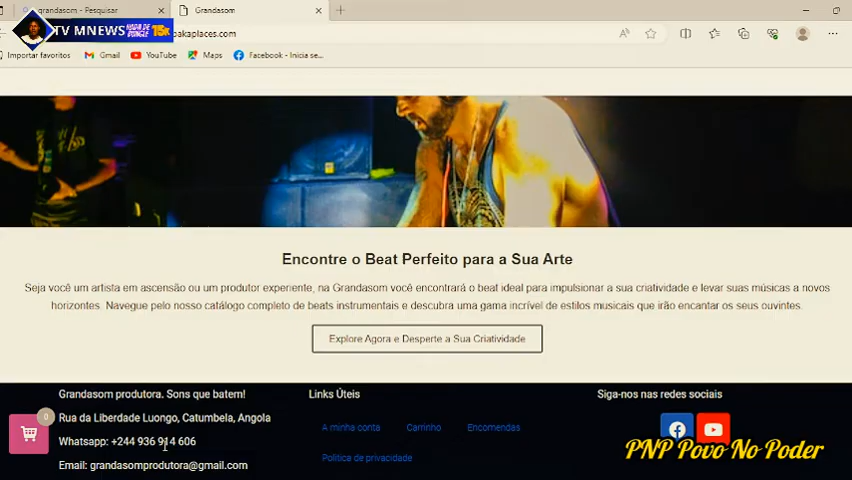 grandasom - Pesquisar
Grandasom
TV MNEWS
15K
pakaplaces.com
Importar favoritos
Gmail
YouTube
Maps
Facebook - Inicia se...
Encontre o Beat Perfeito para a Sua Arte
Seja você um artista em ascensão ou um produtor experiente, na Grandasom você encontrará o beat ideal para impulsionar a sua criatividade e levar suas músicas a novos
horizontes. Navegue pelo nosso catálogo completo de beats instrumentais e descubra uma gama incrível de estilos musicais que irão encantar os seus ouvintes.
Explore Agora e Desperte a Sua Criatividade
Grandasom produtora. Sons que batem!
Rua da Liberdade Luongo, Catumbela, Angola
Whatsapp: +244 936 914 606
Email: grandasomprodutora@gmail.com
0
Links Úteis
A minha conta
Carrinho
Encomendas
Politica de privacidade
Siga-nos nas redes sociais
PNP Povo No Poder